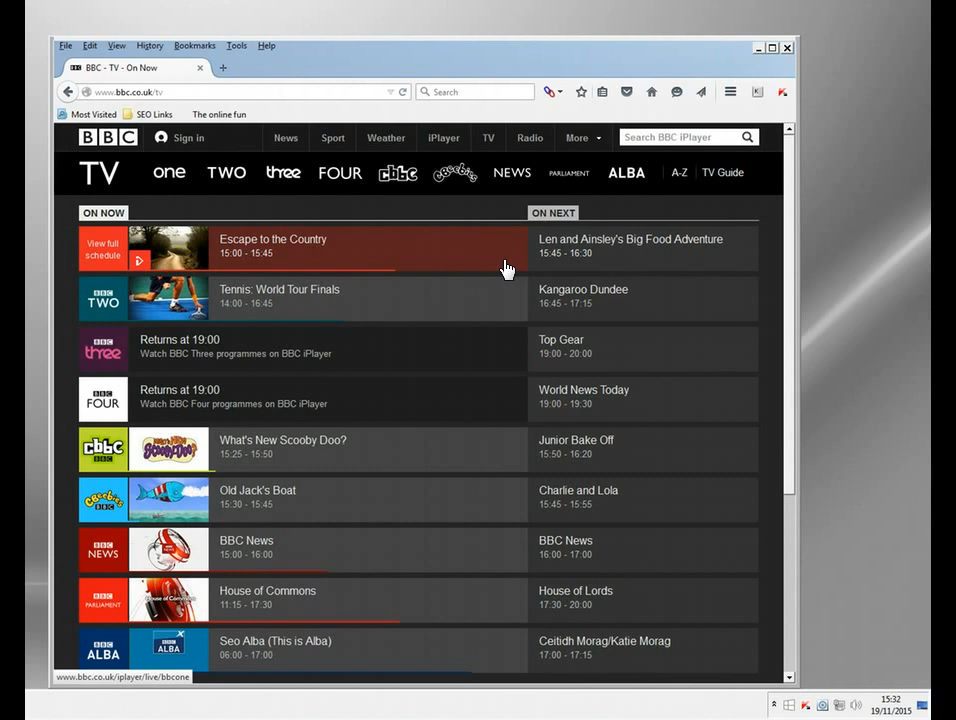 File Edit View History Bookmarks Tools Help
BBC - TV - On Now
www.bbc.co.uk/tv
Search
Most Visited SEO Links The online fun
BBC Sign in News Sport Weather iPlayer TV Radio More Search BBC iPlayer
TV one TWO three FOUR cbbc cbeebies NEWS PARLIAMENT ALBA A-Z TV Guide
ON NOW ON NEXT
View full schedule
Escape to the Country
15:00 - 15:45
Len and Ainsley's Big Food Adventure
15:45 - 16:30
BBC TWO
Tennis: World Tour Finals
14:00 - 16:45
Kangaroo Dundee
16:45 - 17:15
BBC three
Returns at 19:00
Watch BBC Three programmes on BBC iPlayer
Top Gear
19:00 - 20:00
BBC FOUR
Returns at 19:00
Watch BBC Four programmes on BBC iPlayer
World News Today
19:00 - 19:30
cbbc BBC
What's New Scooby Doo?
15:25 - 15:50
Junior Bake Off
15:50 - 16:20
cbeebies BBC
Old Jack's Boat
15:30 - 15:45
Charlie and Lola
15:45 - 15:55
BBC NEWS
BBC News
15:00 - 16:00
BBC News
16:00 - 17:00
BBC PARLIAMENT
House of Commons
House of Commons
11:15 - 17:30
House of Lords
17:30 - 20:00
BBC ALBA
BBC ALBA
Seo Alba (This is Alba)
06:00 - 17:00
Ceitidh Morag/Katie Morag
17:00 - 17:15
www.bbc.co.uk/iplayer/live/bbcone
15:32
19/11/2015